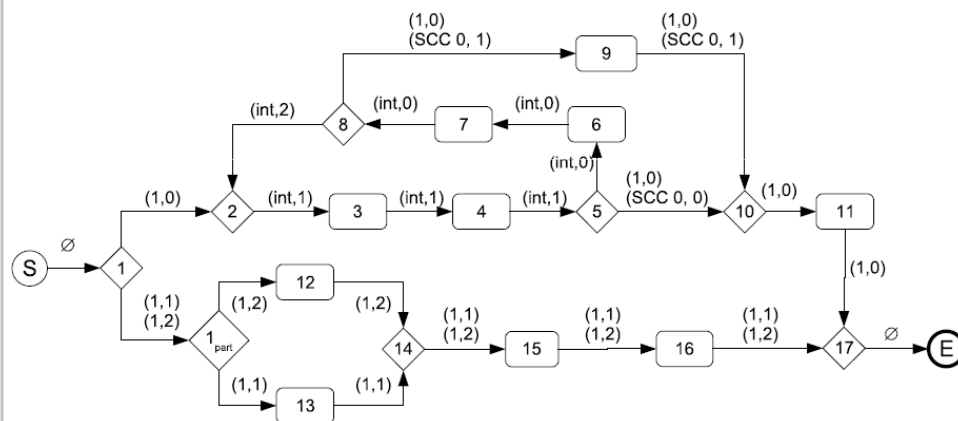 (1,0)
(SCC 0, 1)
9
(1,0)
(SCC 0, 1)
(int,2)
8
(int,0)
7
(int,0)
6
(int,0)
(1,0)
2
(int,1)
3
(int,1)
4
(int,1)
5
(1,0)
(SCC 0, 0)
10
(1,0)
11
S
∅
1
(1,0)
(1,1)
(1,2)
1part
(1,2)
12
(1,2)
(1,1)
13
(1,1)
14
(1,1)
(1,2)
15
(1,1)
(1,2)
16
(1,1)
(1,2)
17
∅
E